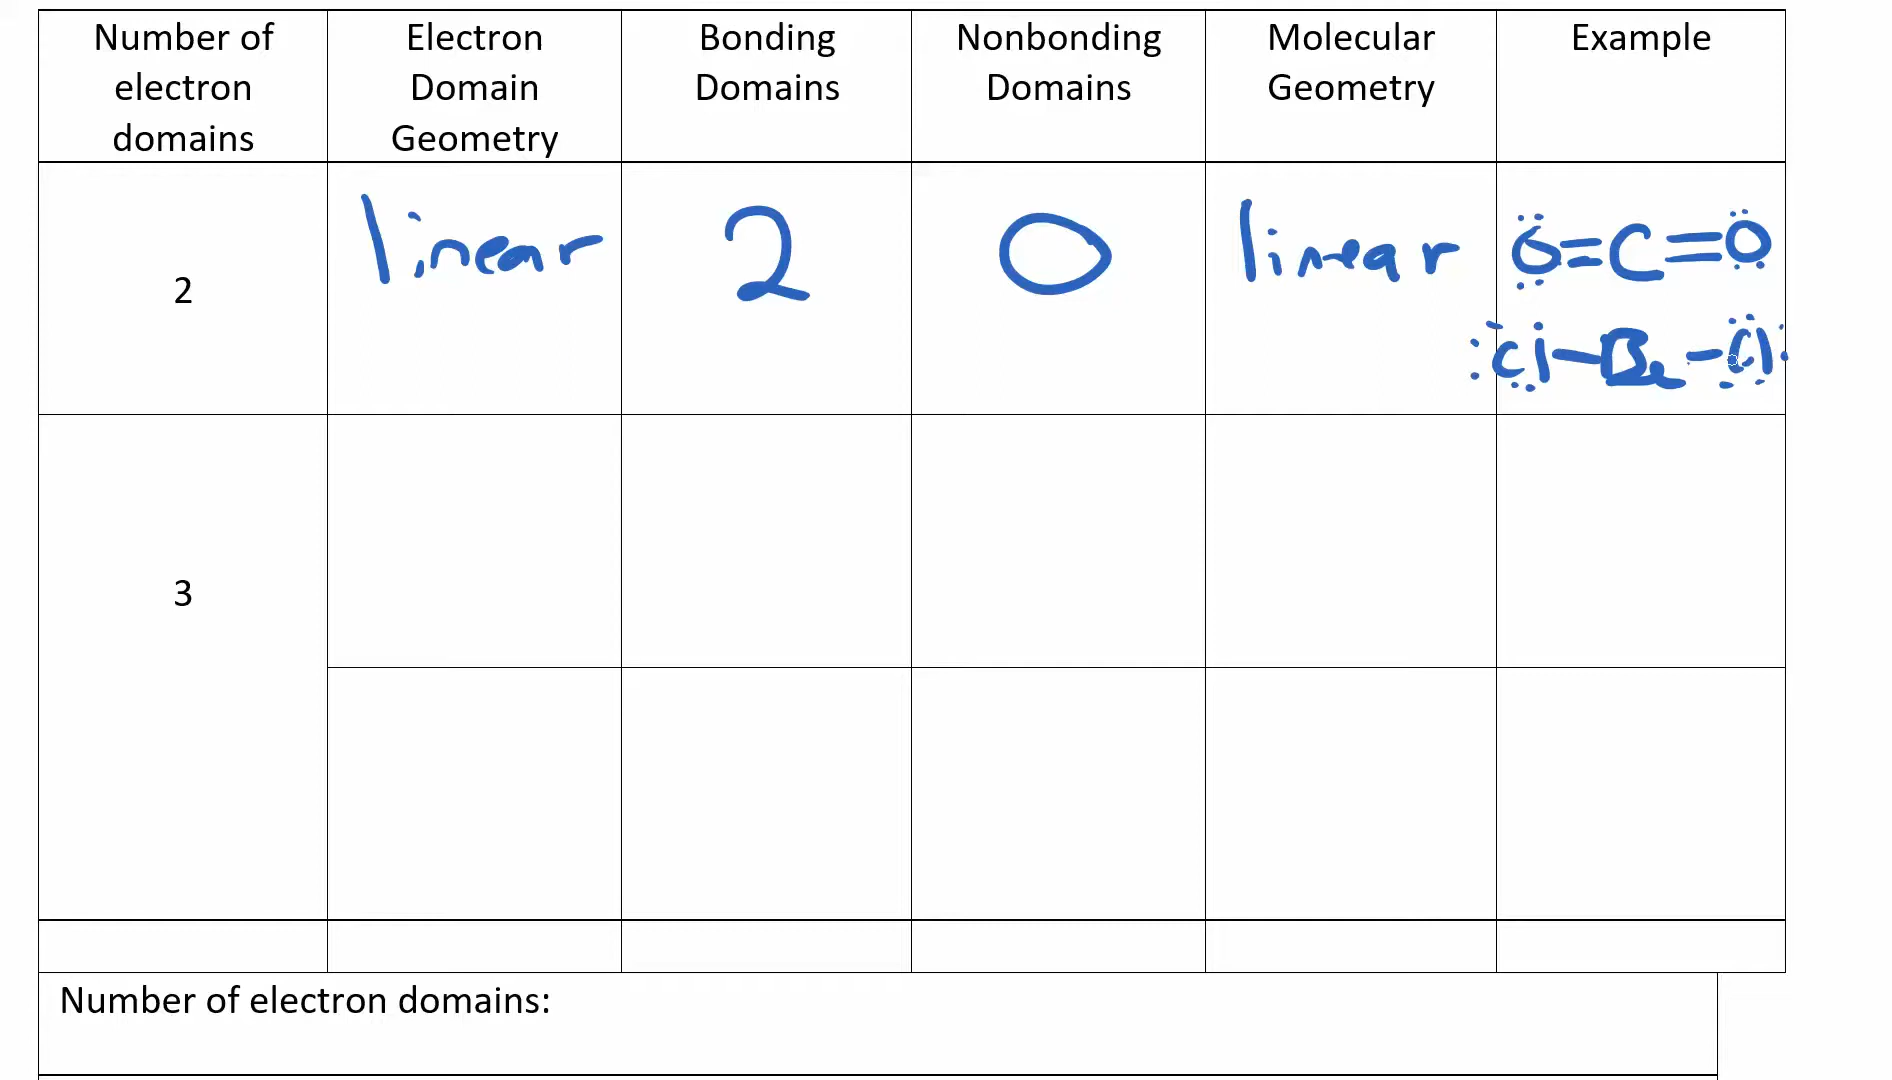 Number of electron domains
Electron Domain Geometry
Bonding Domains
Nonbonding Domains
Molecular Geometry
Example
2
linear
2
0
linear
O=C=O
Cl-Be-Cl
3
Number of electron domains: